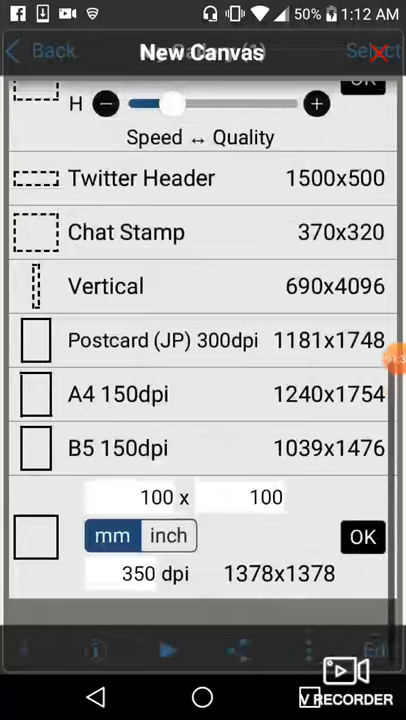 50% 1:12 AM
Back New Canvas Select
OK
H
Speed ↔ Quality
Twitter Header 1500x500
Chat Stamp 370x320
Vertical 690x4096
Postcard (JP) 300dpi 1181x1748
A4 150dpi 1240x1754
B5 150dpi 1039x1476
100 x 100
mm inch OK
350 dpi 1378x1378
V RECORDER